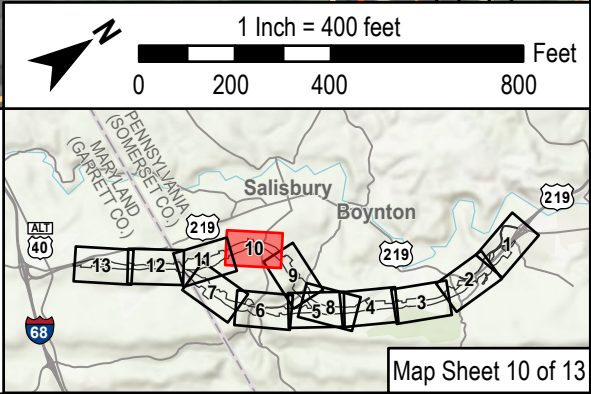 N
1 Inch = 400 feet
Feet
0 200 400 800
PENNSYLVANIA
(SOMERSET CO.)
MARYLAND
(GARRETT CO.)
Salisbury
Boynton
219
219
219
ALT
40
68
13 12 11 10 9 7 6 5 8 4 3 2 1
Map Sheet 10 of 13